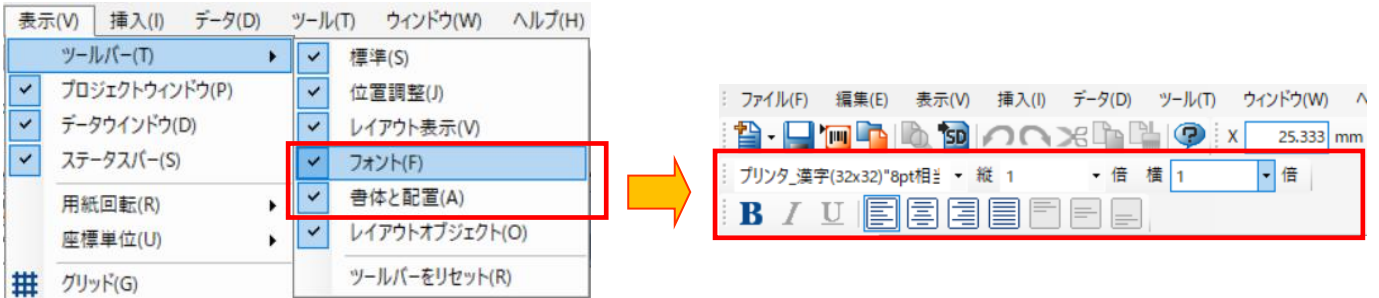 表示(V) 挿入(I) データ(D) ツール(T) ウィンドウ(W) ヘルプ(H)
ツールバー(T)
プロジェクトウィンドウ(P)
データウインドウ(D)
ステータスバー(S)
用紙回転(R)
座標単位(U)
グリッド(G)
標準(S)
位置調整(J)
レイアウト表示(V)
フォント(F)
書体と配置(A)
レイアウトオブジェクト(O)
ツールバーをリセット(R)
ファイル(F) 編集(E) 表示(V) 挿入(I) データ(D) ツール(T) ウィンドウ(W) ヘ
SD X 25.333 mm
プリンタ_漢字(32x32)"8pt相当 縦 1 倍 横 1 倍
B I U